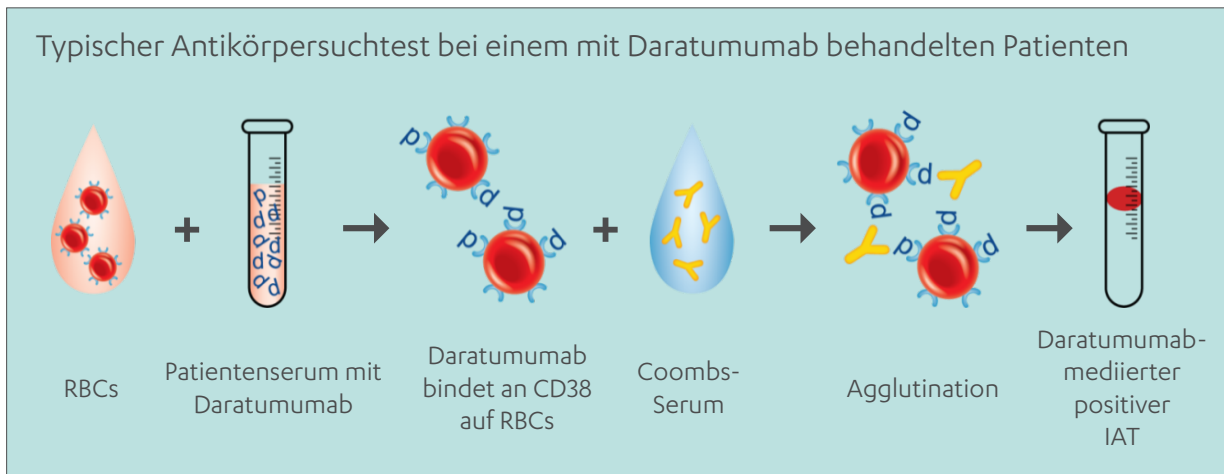 Typischer Antikörpersuchtest bei einem mit Daratumumab behandelten Patienten
RBCs
Patientenserum mit
Daratumumab
Daratumumab
bindet an CD38
auf RBCs
Coombs-
Serum
Agglutination
Daratumumab-
mediierter
positiver
IAT